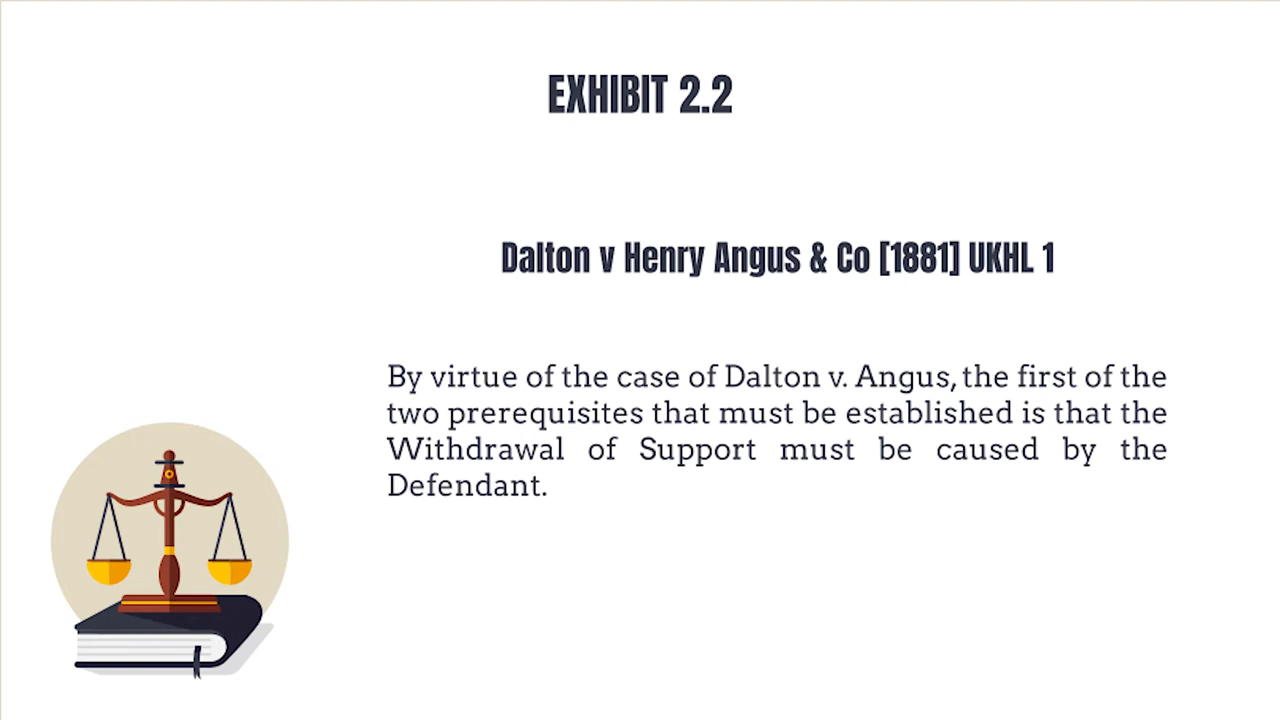 EXHIBIT 2.2
Dalton v Henry Angus & Co [1881] UKHL 1
By virtue of the case of Dalton v. Angus, the first of the
two prerequisites that must be established is that the
Withdrawal of Support must be caused by the
Defendant.